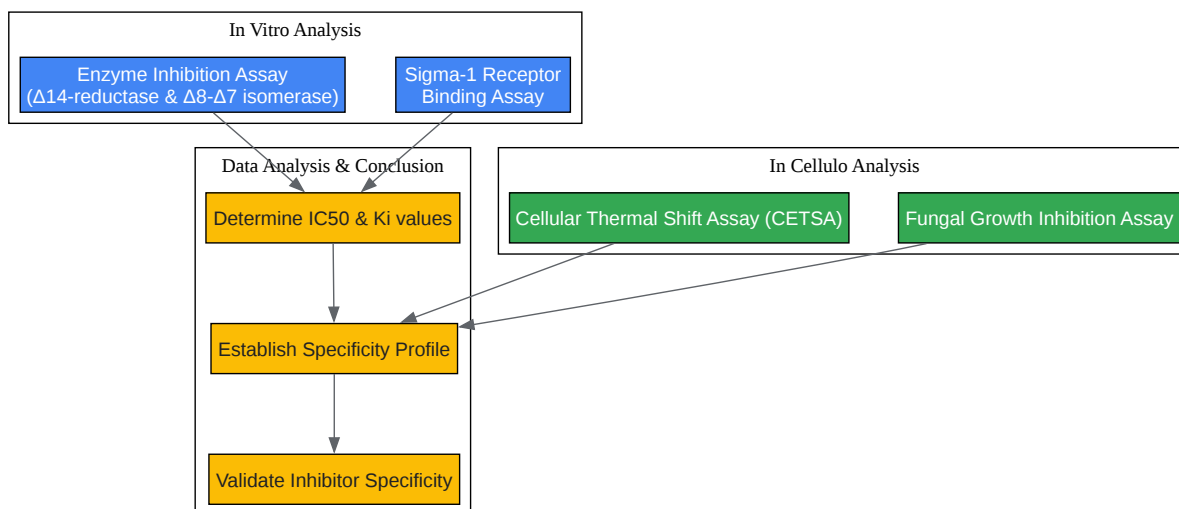 In Vitro Analysis
Enzyme Inhibition Assay
(Δ14-reductase & Δ8-Δ7 isomerase)
Sigma-1 Receptor
Binding Assay
Data Analysis & Conclusion
Determine IC50 & Ki values
Establish Specificity Profile
Validate Inhibitor Specificity
In Cellulo Analysis
Cellular Thermal Shift Assay (CETSA)
Fungal Growth Inhibition Assay